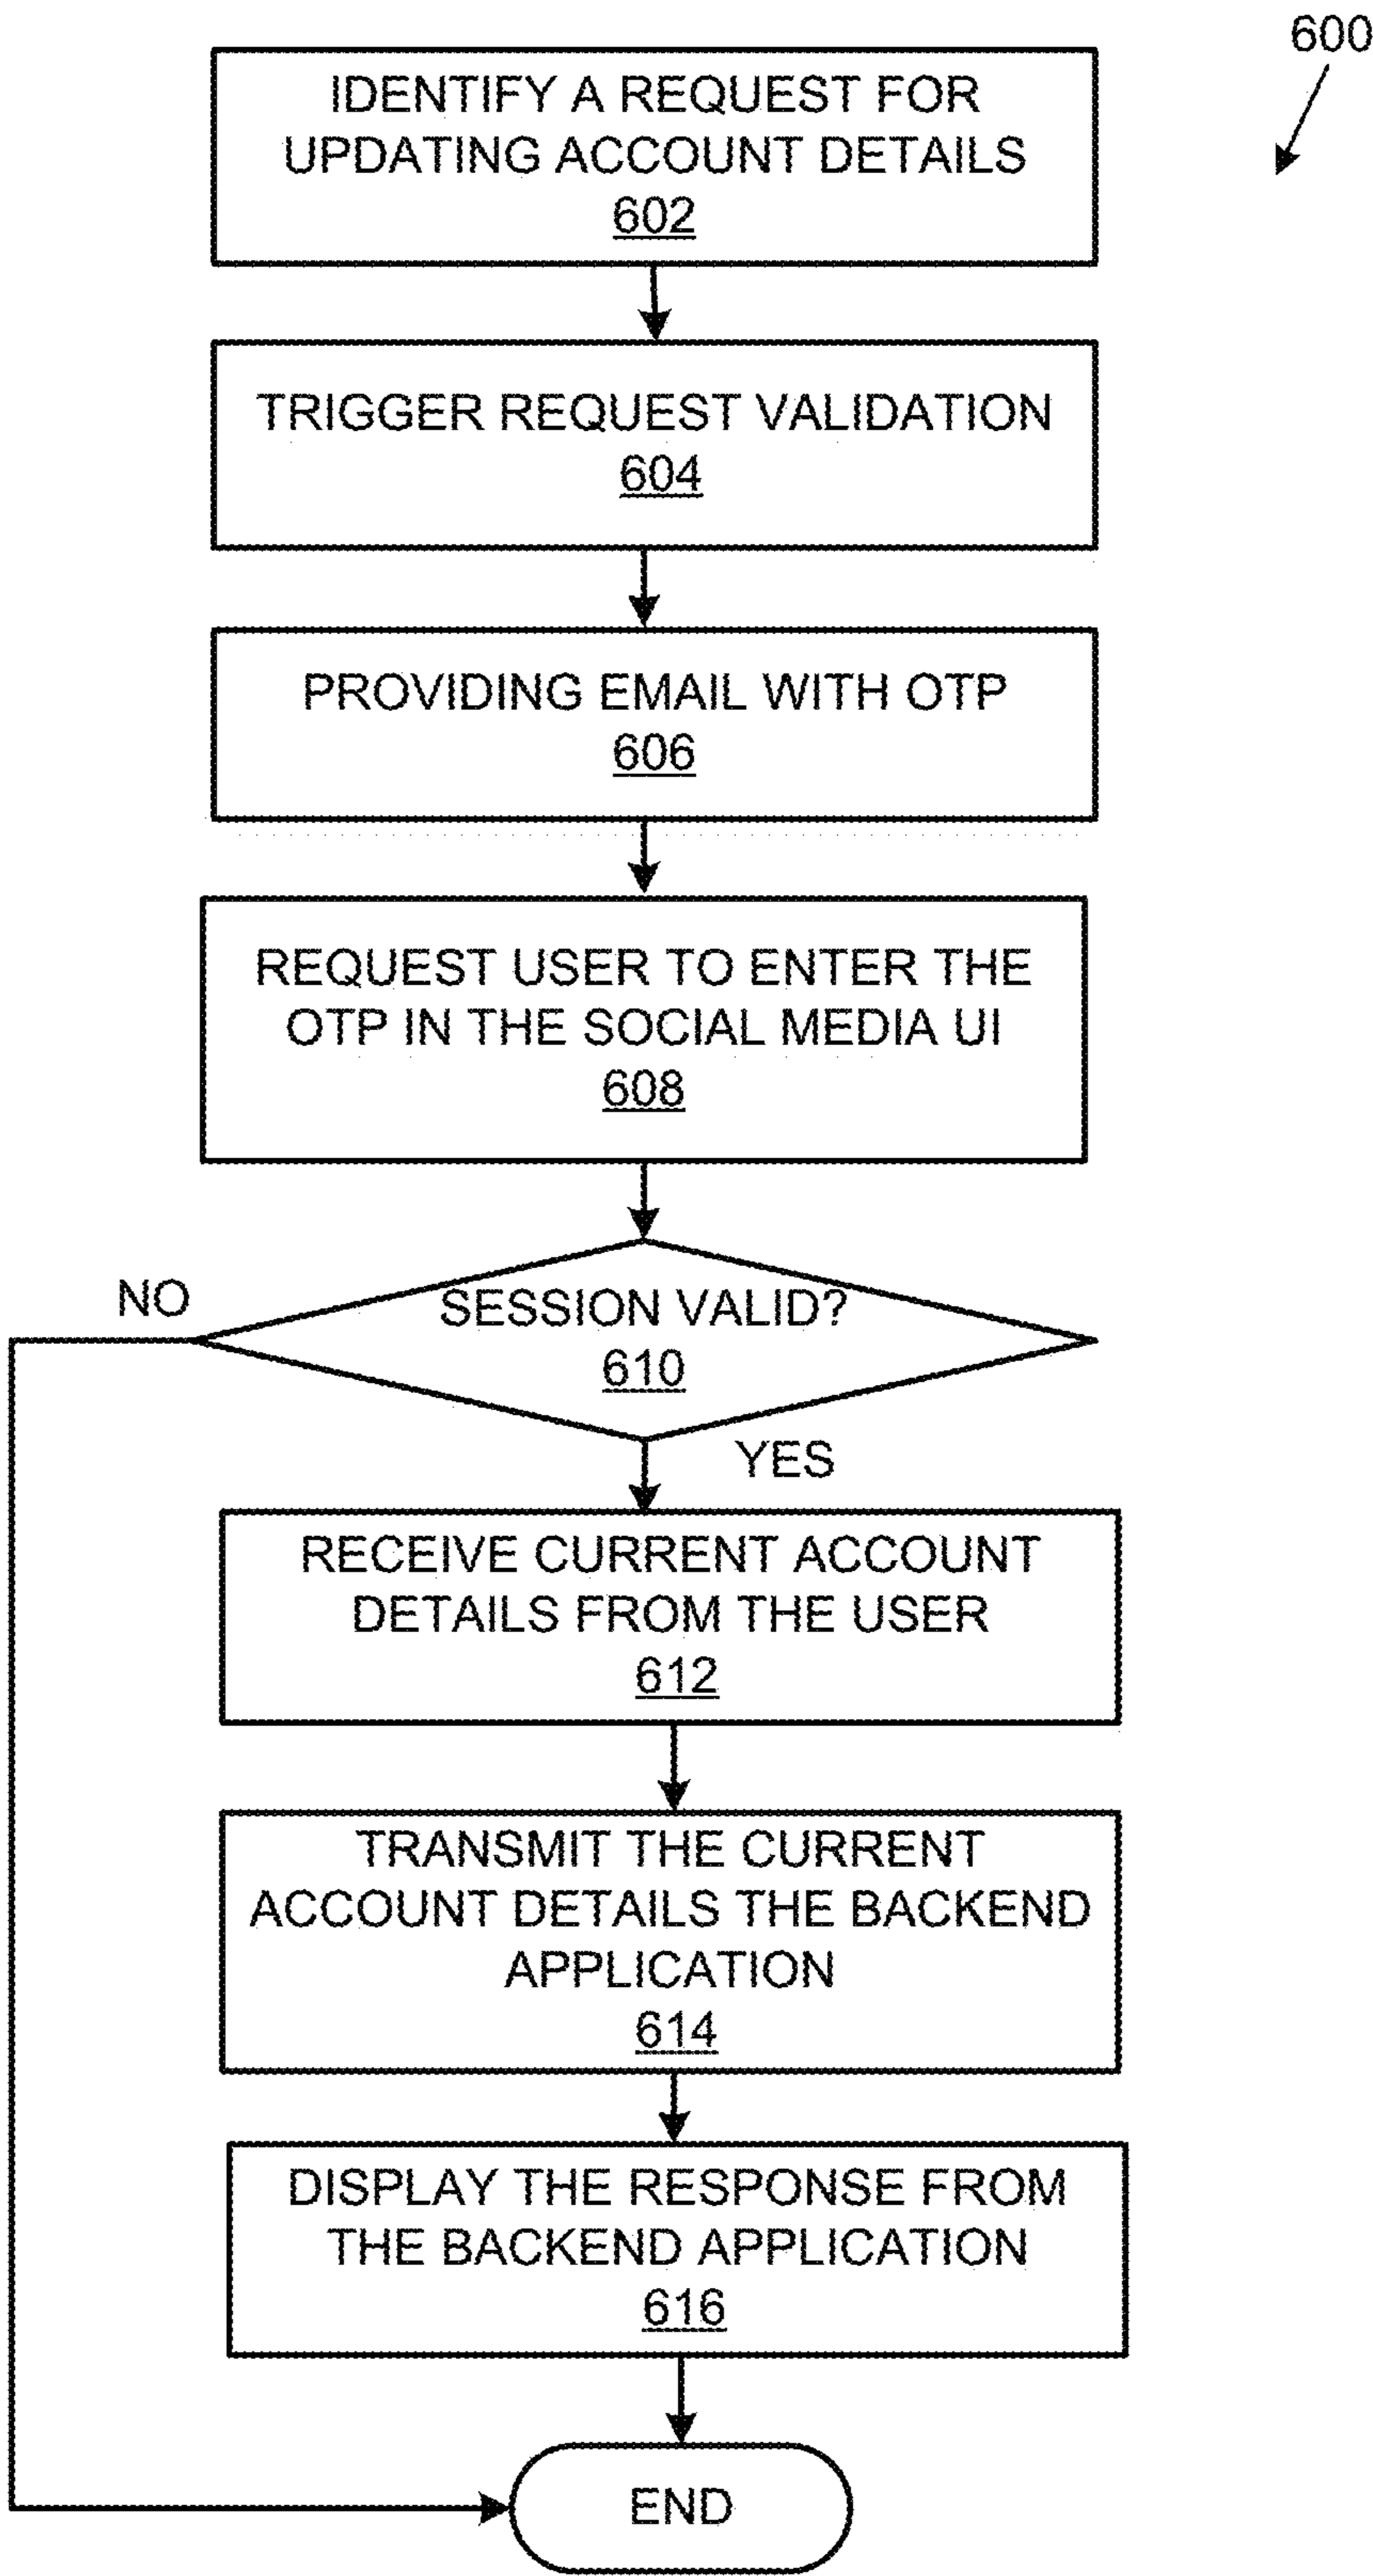 600
IDENTIFY A REQUEST FOR
UPDATING ACCOUNT DETAILS
602
TRIGGER REQUEST VALIDATION
604
PROVIDING EMAIL WITH OTP
606
REQUEST USER TO ENTER THE
OTP IN THE SOCIAL MEDIA UI
608
NO
SESSION VALID?
610
YES
RECEIVE CURRENT ACCOUNT
DETAILS FROM THE USER
612
TRANSMIT THE CURRENT
ACCOUNT DETAILS THE BACKEND
APPLICATION
614
DISPLAY THE RESPONSE FROM
THE BACKEND APPLICATION
616
END